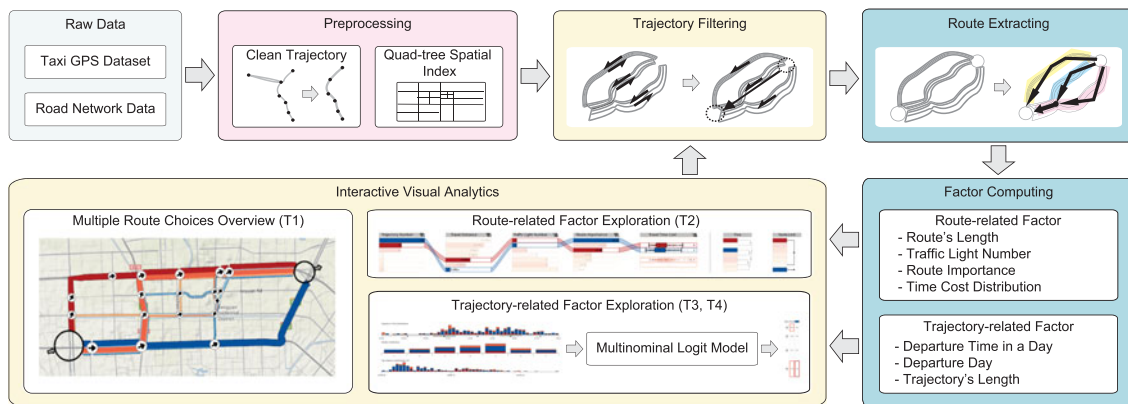 Raw Data
Taxi GPS Dataset
Road Network Data
Preprocessing
Clean Trajectory
Quad-tree Spatial
Index
Trajectory Filtering
Route Extracting
Interactive Visual Analytics
Multiple Route Choices Overview (T1)
Route-related Factor Exploration (T2)
Trajectory-related Factor Exploration (T3, T4)
Multinominal Logit Model
Factor Computing
Route-related Factor
- Route's Length
- Traffic Light Number
- Route Importance
- Time Cost Distribution
Trajectory-related Factor
- Departure Time in a Day
- Departure Day
- Trajectory's Length